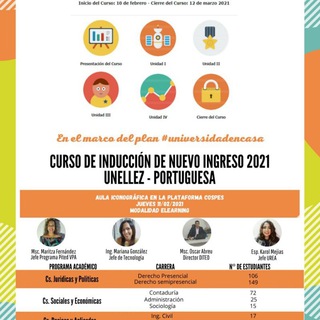 Inicio del Curso: 10 de febrero - Cierre del Curso: 12 de marzo 2021
Presentación del Curso
Unidad I
Unidad II
Unidad III
Unidad IV
Cierre del Curso
En el marco del plan #universidadencasa
CURSO DE INDUCCIÓN DE NUEVO INGRESO 2021
UNELLEZ - PORTUGUESA
AULA ICONOGRÁFICA EN LA PLATAFORMA COSPES
JUEVES 11/02/2021
MODALIDAD ELEARNING
Msc. Maritza Fernández
Jefe Programa Pited VPA
Ing. Mariana González
Jefe de Tecnología
Msc. Oscar Abreu
Director DITED
Esp. Karol Mejías
Jefe UREA
PROGRAMA ACADÉMICO CARRERA N° DE ESTUDIANTES
Cs. Jurídicas y Políticas
Derecho Presencial 106
Derecho semipresencial 149
Cs. Sociales y Económicas
Contaduría 72
Administración 25
Sociología 15
Ing. Civil 17